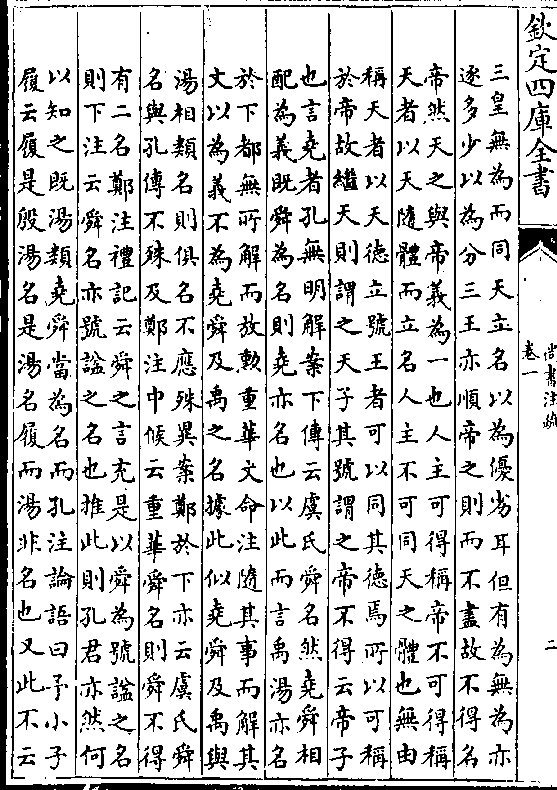 欽定四庫全書
尚書注疏
卷一
二
三皇無為而同天立名以為優劣耳但有為無為亦
逐多少以為分三王亦順帝之則而不盡故不得名
帝然天之與帝義為一也人主可得稱帝不可得稱
天者以天隨體而立名人主不可同天之體也無由
稱天者以天德立號王者可以同其德焉所以可稱
於帝故繼天則謂之天子其號謂之帝不得云帝子
也言堯者孔無明解案下傳云虞氏舜名然堯舜相
配為義既舜為名則堯亦名也以此而言禹湯亦名
於下都無所解而放勲重華文命注隨其事而解其
文以為義不為堯舜及禹之名據此似堯舜及禹與
湯相類名則俱名不應殊異案鄭於下亦云虞氏舜
名與孔傳不殊及鄭注中候云重華舜名則舜不得
有二名鄭注禮記云舜之言充是以舜為號諡之名
則下注云舜名亦號諡之名也推此則孔君亦然何
以知之既湯類堯舜當為名而孔注論語曰予小子
履云履是殷湯名是湯名履而湯非名也又此不云